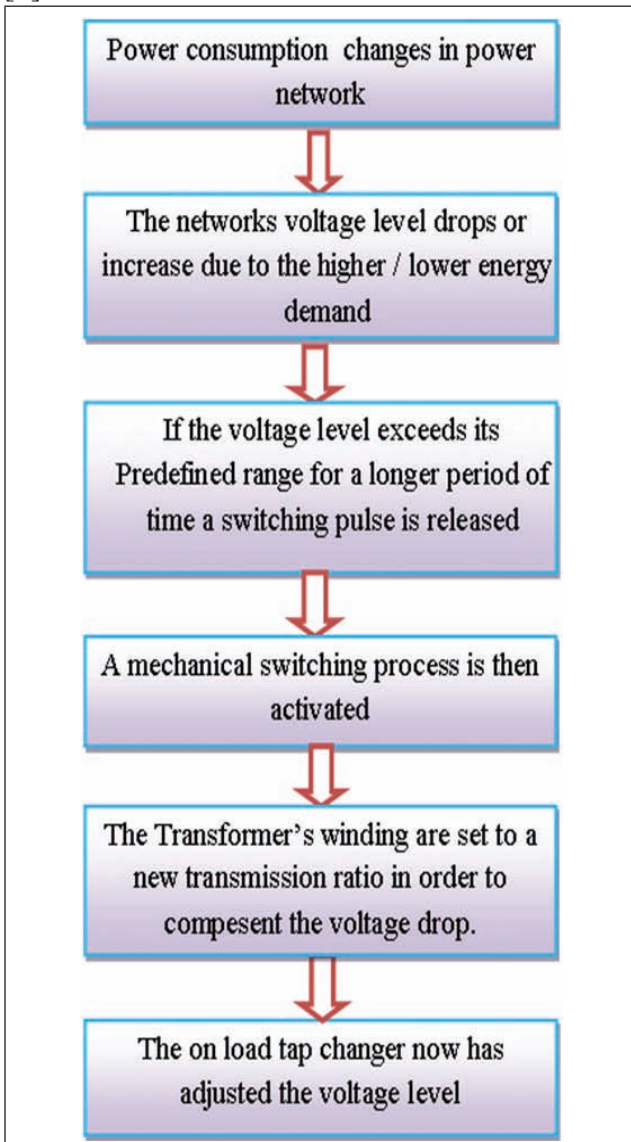 Power consumption changes in power
network
The networks voltage level drops or
increase due to the higher / lower energy
demand
If the voltage level exceeds its
Predefined range for a longer period of
time a switching pulse is released
A mechanical switching process is then
activated
The Transformer's winding are set to a
new transmission ratio in order to
compesent the voltage drop.
The on load tap changer now has
adjusted the voltage level